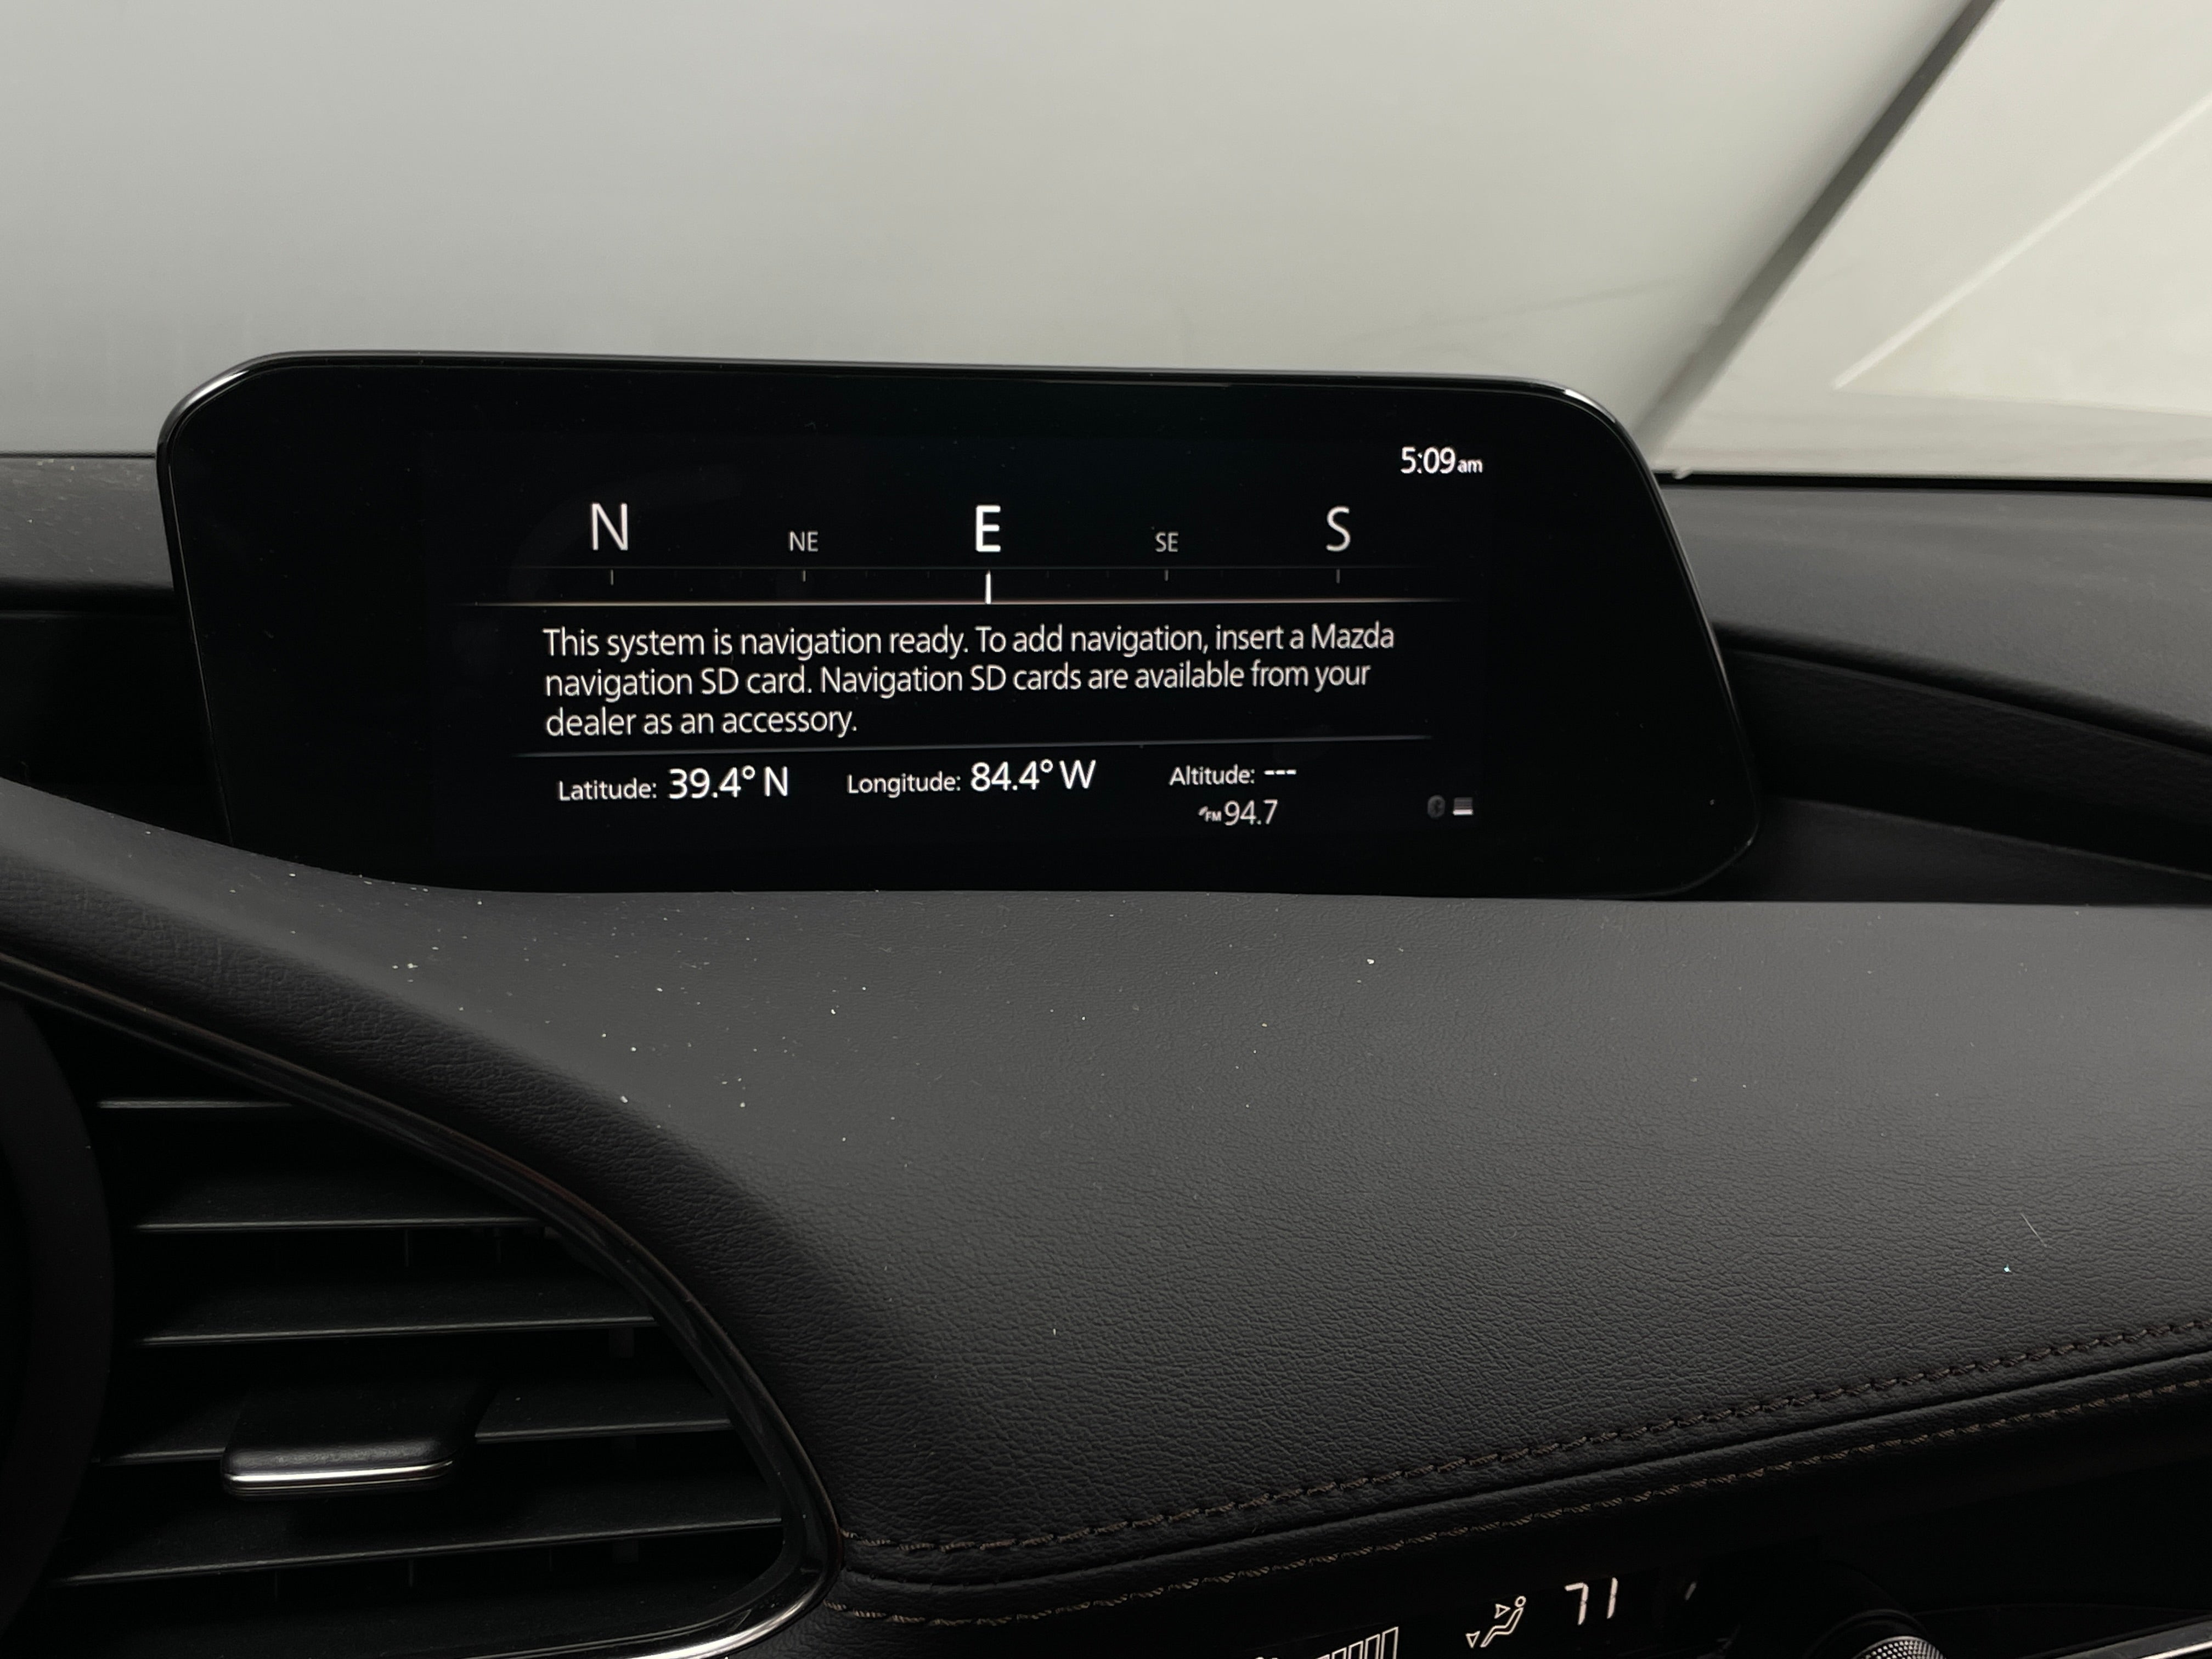 5:09am
N NE E SE S
This system is navigation ready. To add navigation, insert a Mazda
navigation SD card. Navigation SD cards are available from your
dealer as an accessory.
Latitude: 39.4° N Longitude: 84.4° W Altitude: ---
FM 94.7
71